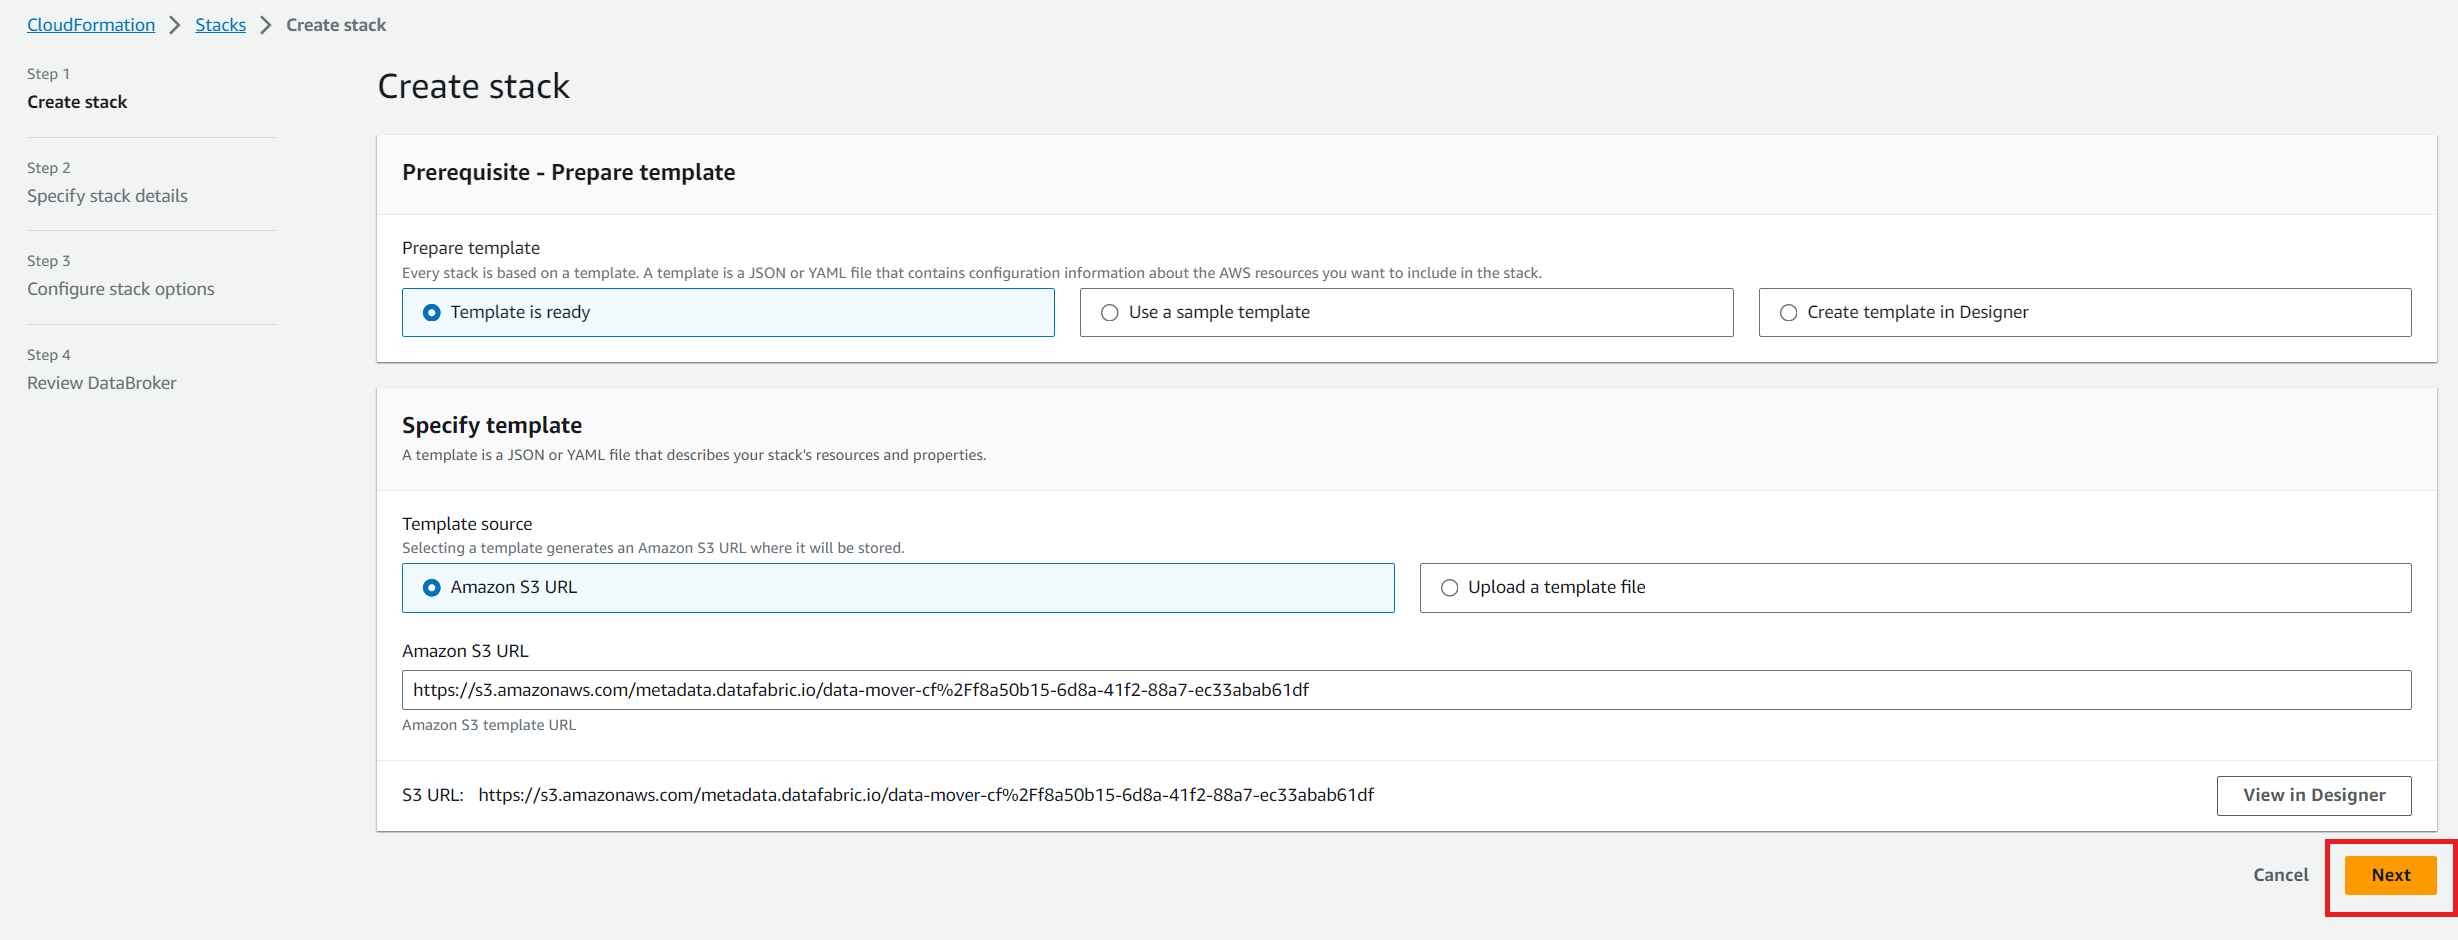 CloudFormation > Stacks > Create stack
Step 1
Create stack
Step 2
Specify stack details
Step 3
Configure stack options
Step 4
Review DataBroker
Create stack
Prerequisite - Prepare template
Prepare template
Every stack is based on a template. A template is a JSON or YAML file that contains configuration information about the AWS resources you want to include in the stack.
Template is ready
Use a sample template
Create template in Designer
Specify template
A template is a JSON or YAML file that describes your stack's resources and properties.
Template source
Selecting a template generates an Amazon S3 URL where it will be stored.
Amazon S3 URL
Upload a template file
Amazon S3 URL
https://s3.amazonaws.com/metadata.datafabric.io/data-mover-cf%2Ff8a50b15-6d8a-41f2-88a7-ec33abab61df
Amazon S3 template URL
S3 URL: https://s3.amazonaws.com/metadata.datafabric.io/data-mover-cf%2Ff8a50b15-6d8a-41f2-88a7-ec33abab61df
View in Designer
Cancel
Next